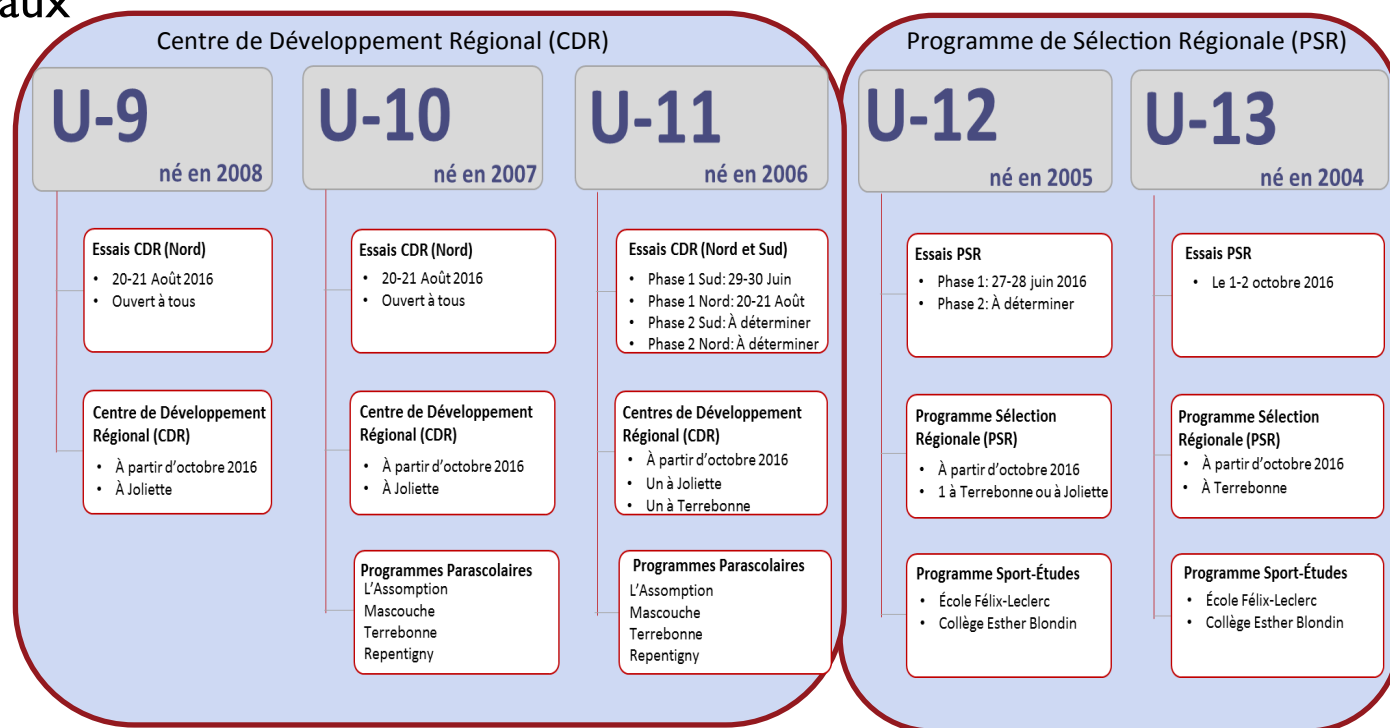 aux
Centre de Développement Régional (CDR)
U-9
né en 2008
Essais CDR (Nord)
• 20-21 Août 2016
• Ouvert à tous
Centre de Développement
Régional (CDR)
• À partir d'octobre 2016
• À Joliette
U-10
né en 2007
Essais CDR (Nord)
• 20-21 Août 2016
• Ouvert à tous
Centre de Développement
Régional (CDR)
• À partir d'octobre 2016
• À Joliette
Programmes Parascolaires
L'Assomption
Mascouche
Terrebonne
Repentigny
U-11
né en 2006
Essais CDR (Nord et Sud)
• Phase 1 Sud: 29-30 Juin
• Phase 1 Nord: 20-21 Août
• Phase 2 Sud: À déterminer
• Phase 2 Nord: À déterminer
Centres de Développement
Régional (CDR)
• À partir d'octobre 2016
• Un à Joliette
• Un à Terrebonne
Programmes Parascolaires
L'Assomption
Mascouche
Terrebonne
Repentigny
Programme de Sélection Régionale (PSR)
U-12
né en 2005
Essais PSR
• Phase 1: 27-28 juin 2016
• Phase 2: À déterminer
Programme Sélection
Régionale (PSR)
• À partir d'octobre 2016
• 1 à Terrebonne ou à Joliette
Programme Sport-Études
• École Félix-Leclerc
• Collège Esther Blondin
U-13
né en 2004
Essais PSR
• Le 1-2 octobre 2016
Programme Sélection
Régionale (PSR)
• À partir d'octobre 2016
• À Terrebonne
Programme Sport-Études
• École Félix-Leclerc
• Collège Esther Blondin